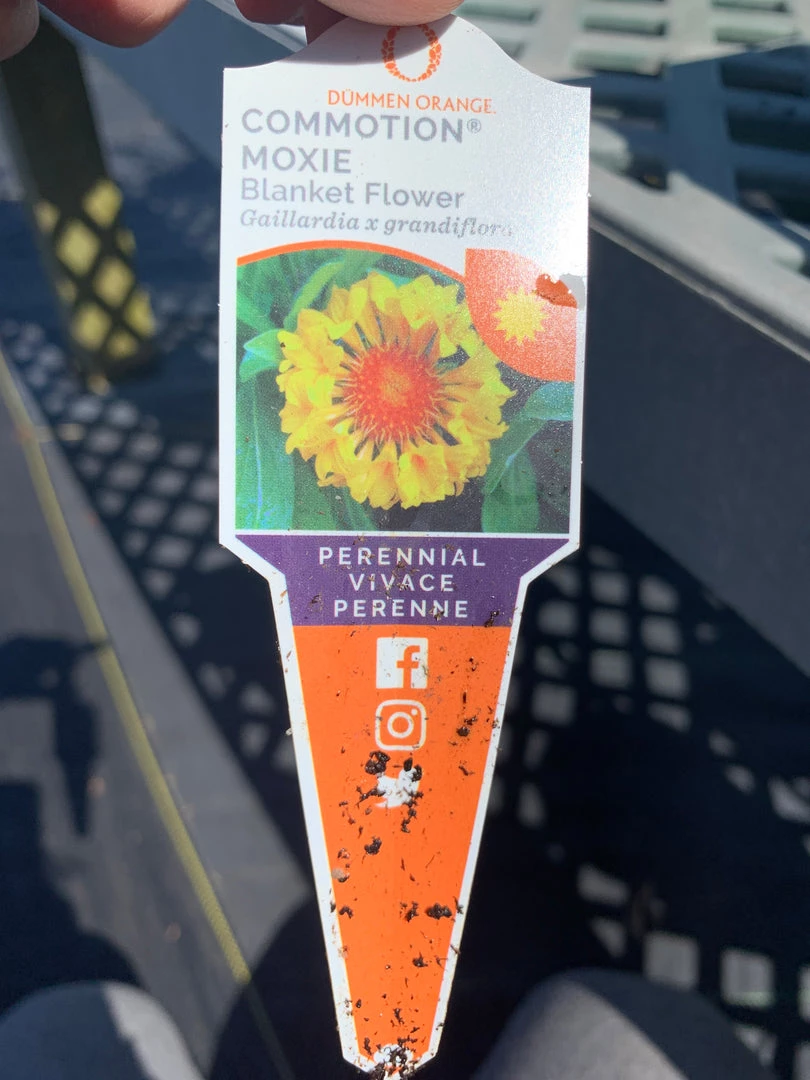 DÜMMEN ORANGE.
COMMOTION®
MOXIE
Blanket Flower
Gaillardia x grandiflora
PERENNIAL
VIVACE
PERENNE